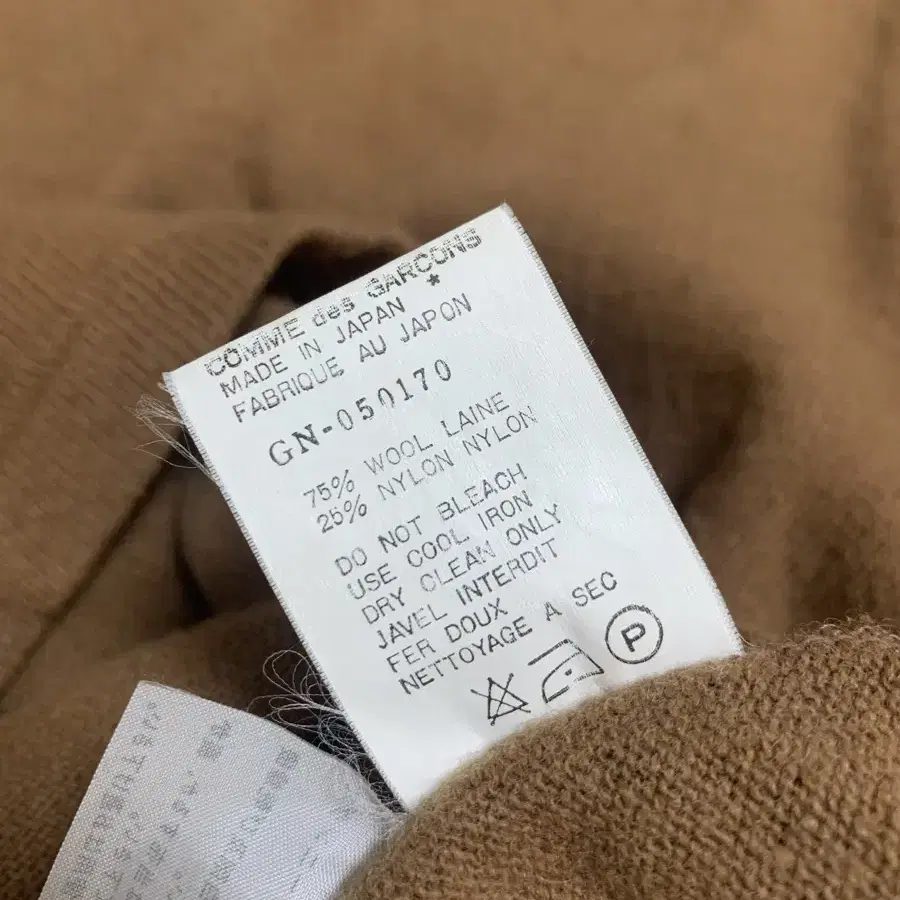 COMME des GARCONS
MADE IN JAPAN *
FABRIQUE AU JAPON
GN-050170
75% WOOL LAINE
25% NYLON NYLON
DO NOT BLEACH
USE COOL IRON
DRY CLEAN ONLY
JAVEL INTERDIT
FER DOUX
NETTOYAGE A SEC
P